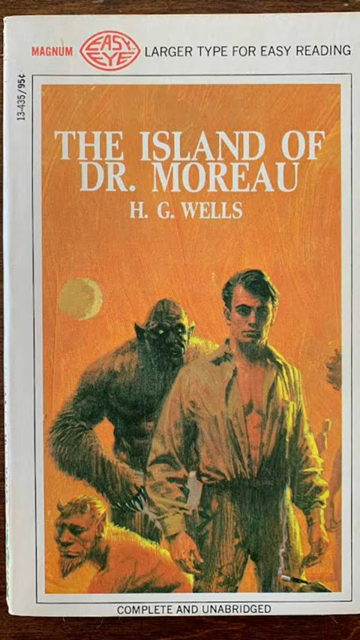 MAGNUM EASY EYE LARGER TYPE FOR EASY READING
13-435/95¢
THE ISLAND OF
DR. MOREAU
H. G. WELLS
COMPLETE AND UNABRIDGED